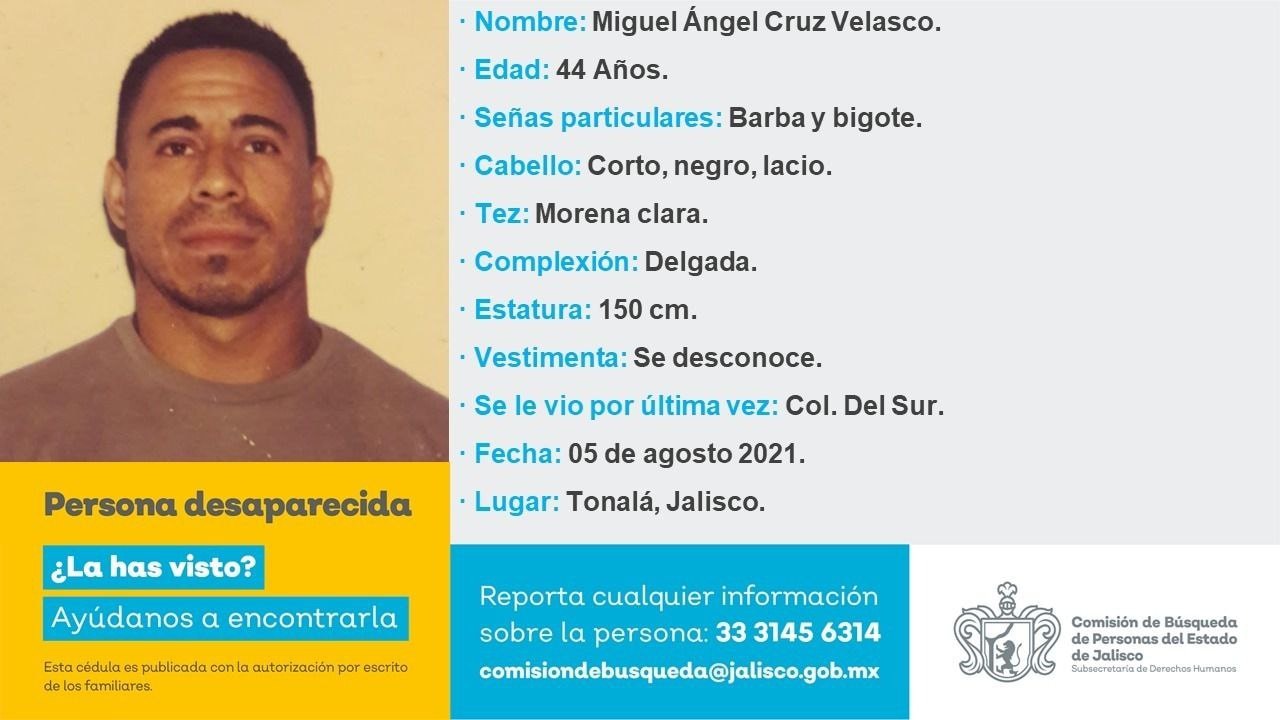 · Nombre: Miguel Ángel Cruz Velasco.
· Edad: 44 Años.
· Señas particulares: Barba y bigote.
· Cabello: Corto, negro, lacio.
· Tez: Morena clara.
· Complexión: Delgada.
· Estatura: 150 cm.
· Vestimenta: Se desconoce.
· Se le vio por última vez: Col. Del Sur.
· Fecha: 05 de agosto 2021.
· Lugar: Tonalá, Jalisco.
Persona desaparecida
¿La has visto?
Ayúdanos a encontrarla
Esta cédula es publicada con la autorización por escrito
de los familiares.
Reporta cualquier información
sobre la persona: 33 3145 6314
comisiondebusqueda@jalisco.gob.mx
Comisión de Búsqueda
de Personas del Estado
de Jalisco
Subsecretaría de Derechos Humanos